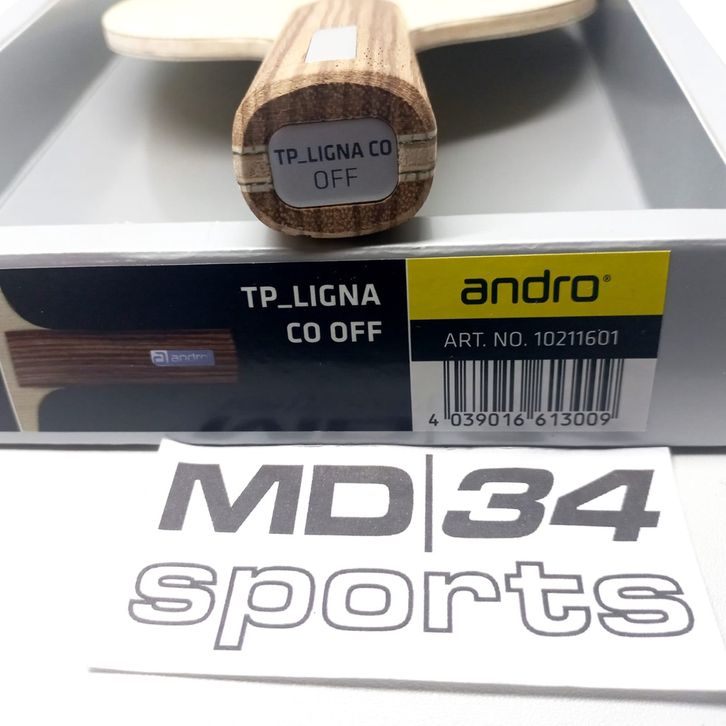 TP_LIGNA CO
OFF
TP_LIGNA
CO OFF
andro
andro®
ART. NO. 10211601
4 039016 613009
MD|34
sports